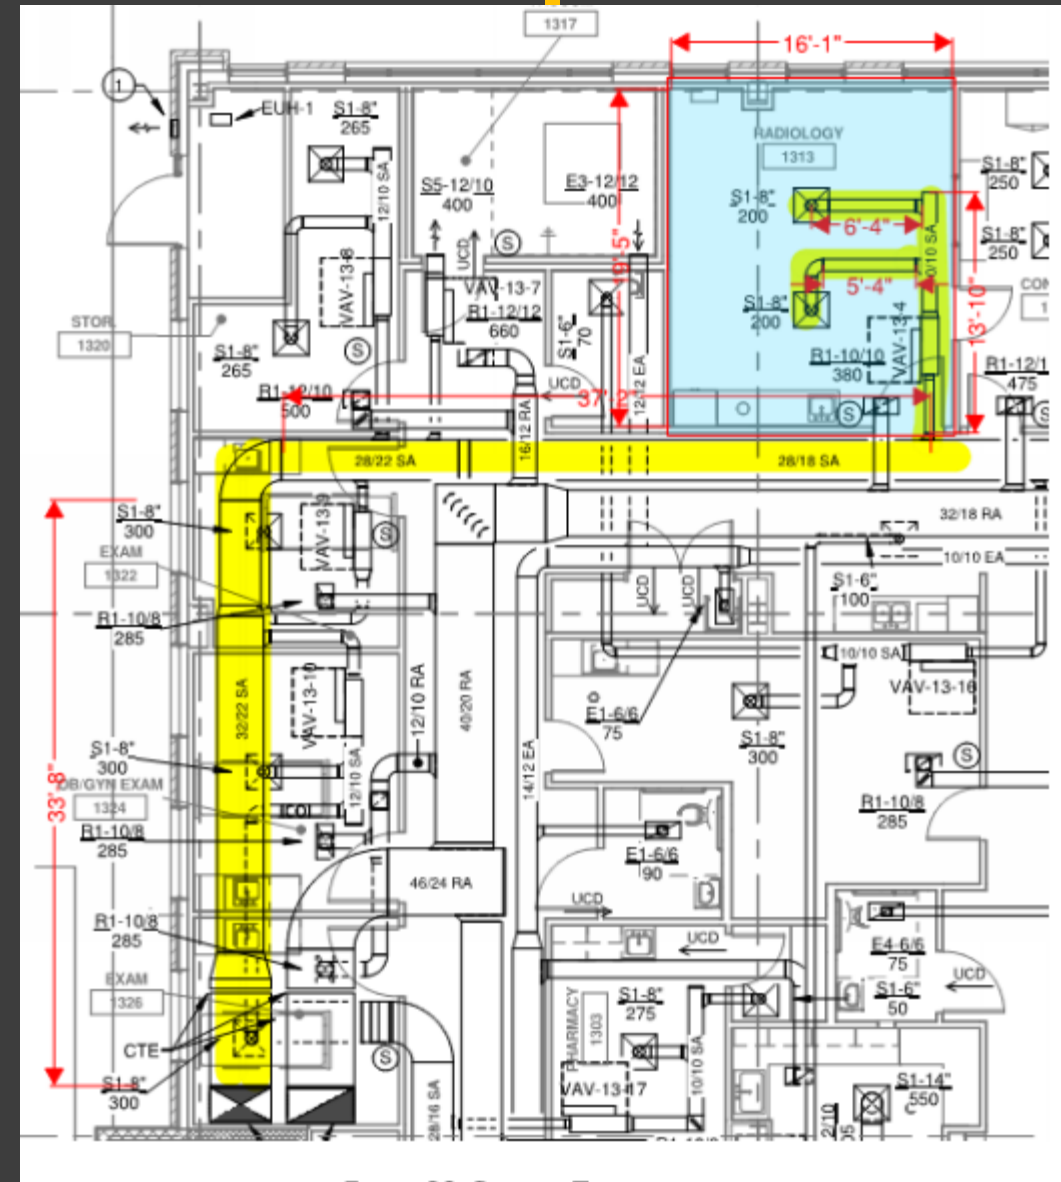 1317
16'-1"
1
EUH-1
S1-8"
265
12/10 SA
S5-12/10
400
E3-12/12
400
RADIOLOGY
1313
S1-8"
200
6'-4"
S1-8"
250
S1-8"
250
UCD
S
VAV-13-8
VAV-13-7
R1-12/12
660
19'-5"
S1-8"
200
5'-4"
13'-10"
STOR.
1320
S1-8"
265
S
S1-6"
70
12/12 EA
R1-10/10
380
VAV-13-4
R1-12/1
475
R1-12/10
500
UCD
37'-2"
S
S
16/12 RA
28/22 SA
28/18 SA
S1-8"
300
VAV-13-9
S
32/18 RA
EXAM
1322
10/10 EA
R1-10/8
285
UCD
UCD
S1-6"
100
33'-8"
32/22 SA
VAV-13-10
12/10 RA
40/20 RA
10/10 SA
VAV-13-16
E1-6/6
75
S1-8"
300
S1-8"
300
S
OB/GYN EXAM
1324
12/10 SA
14/12 EA
R1-10/8
285
R1-10/8
285
E1-6/6
90
46/24 RA
UCD
R1-10/8
285
UCD
E4-6/6
75
UCD
EXAM
1326
S1-8"
275
S1-6"
50
CTE
PHARMACY
1303
S
S1-8"
300
VAV-13-17
10/10 SA
S1-14"
550
28/16 SA